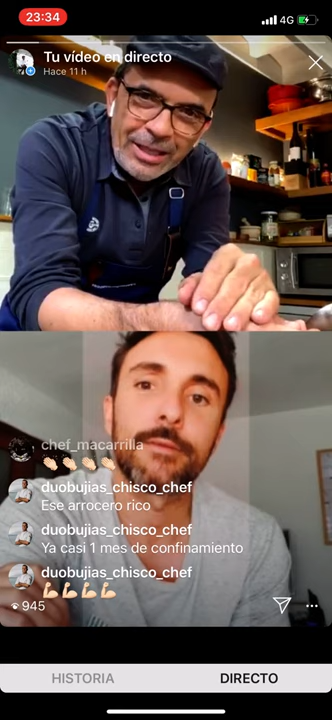 23:34
4G
Tu vídeo en directo
Hace 11 h
chef_macarrilla
👏🏻👏🏻👏🏻👏🏻
duobujias_chisco_chef
Ese arrocero rico
duobujias_chisco_chef
Ya casi 1 mes de confinamiento
duobujias_chisco_chef
💪🏼💪🏼💪🏼💪🏼
945
HISTORIA
DIRECTO